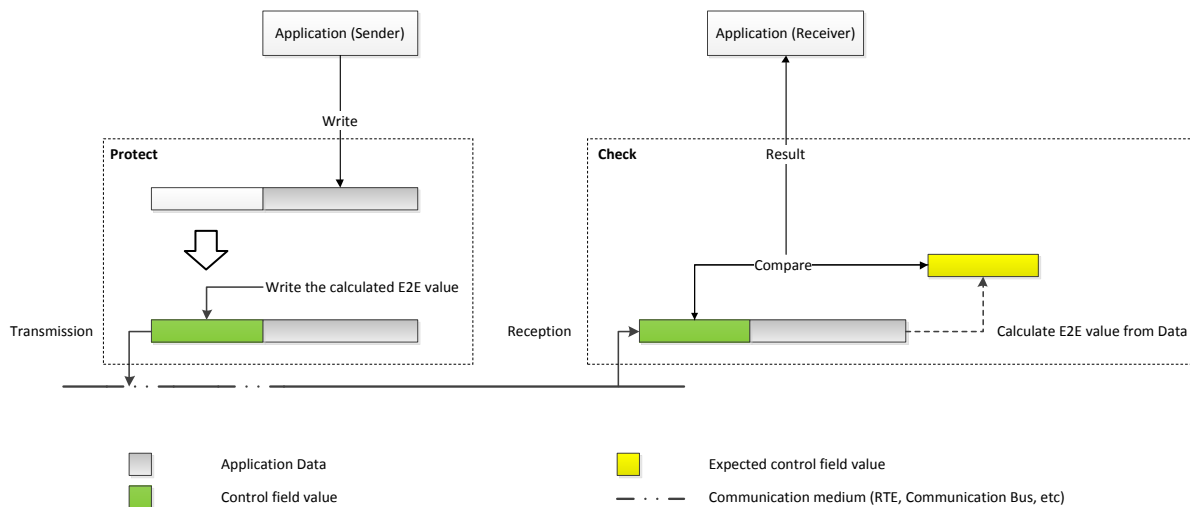 Application (Sender)
Application (Receiver)
Write
Protect
Check
Result
Compare
Write the calculated E2E value
Transmission
Reception
Calculate E2E value from Data
Application Data
Expected control field value
Control field value
Communication medium (RTE, Communication Bus, etc)